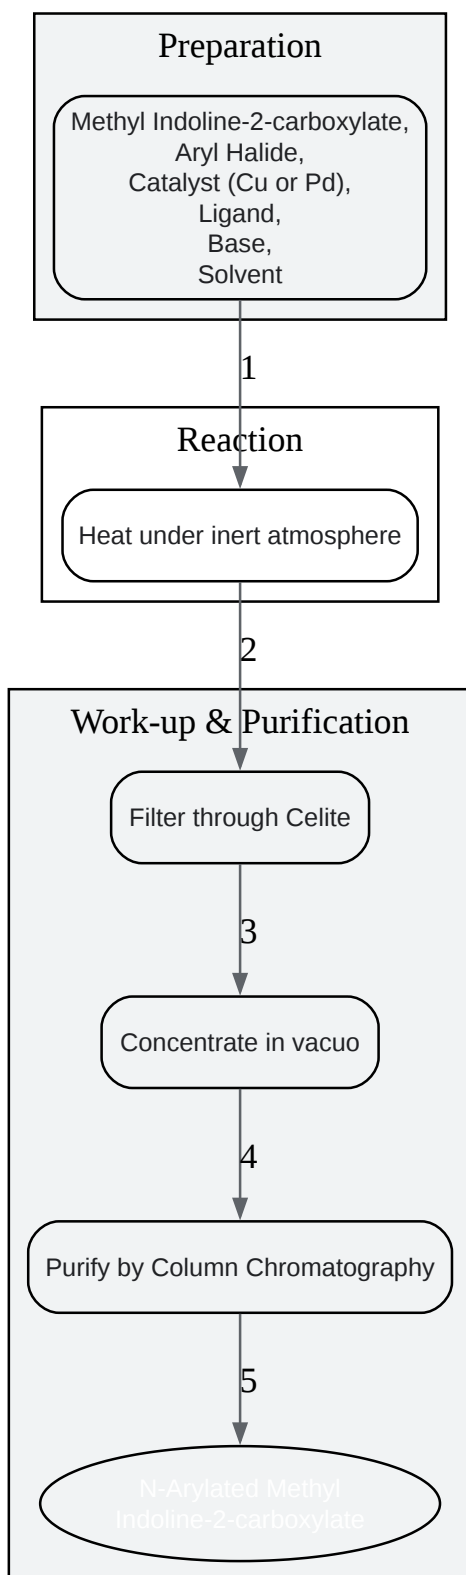 Preparation
Methyl Indoline-2-carboxylate,
Aryl Halide,
Catalyst (Cu or Pd),
Ligand,
Base,
Solvent
1
Reaction
Heat under inert atmosphere
2
Work-up & Purification
Filter through Celite
3
Concentrate in vacuo
4
Purify by Column Chromatography
5
N-Arylated Methyl
Indoline-2-carboxylate